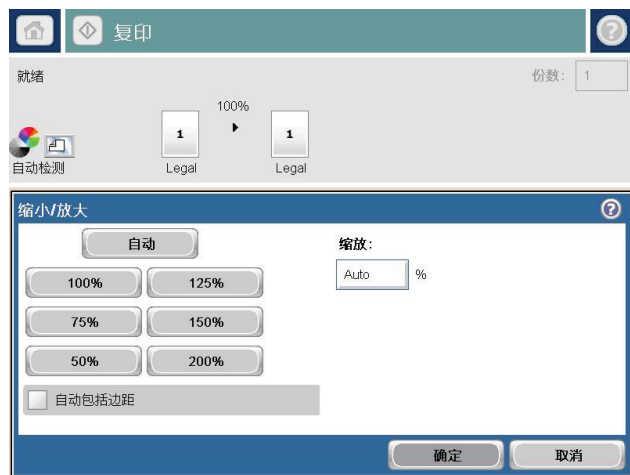 复印
就绪
份数: 1
100%
1 1
自动检测 Legal Legal
缩小/放大
自动 缩放:
Auto %
100% 125%
75% 150%
50% 200%
自动包括边距
确定 取消